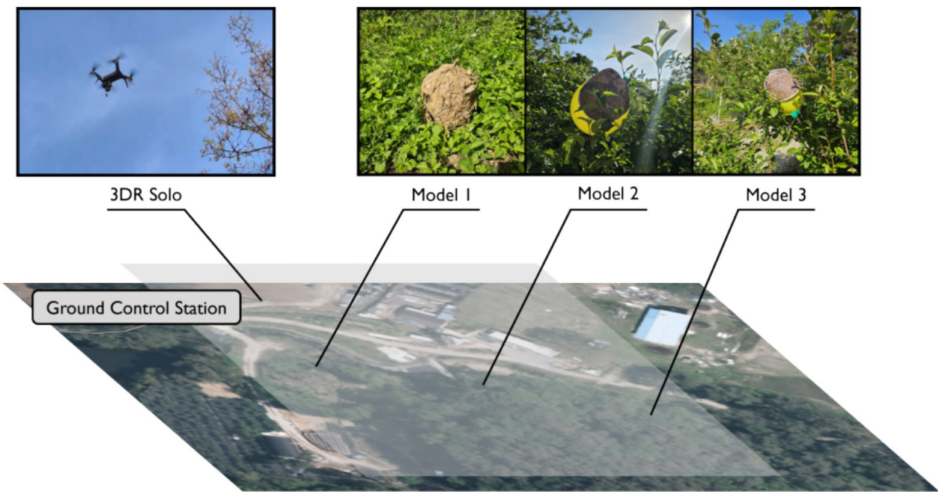 3DR Solo
Model 1
Model 2
Model 3
Ground Control Station